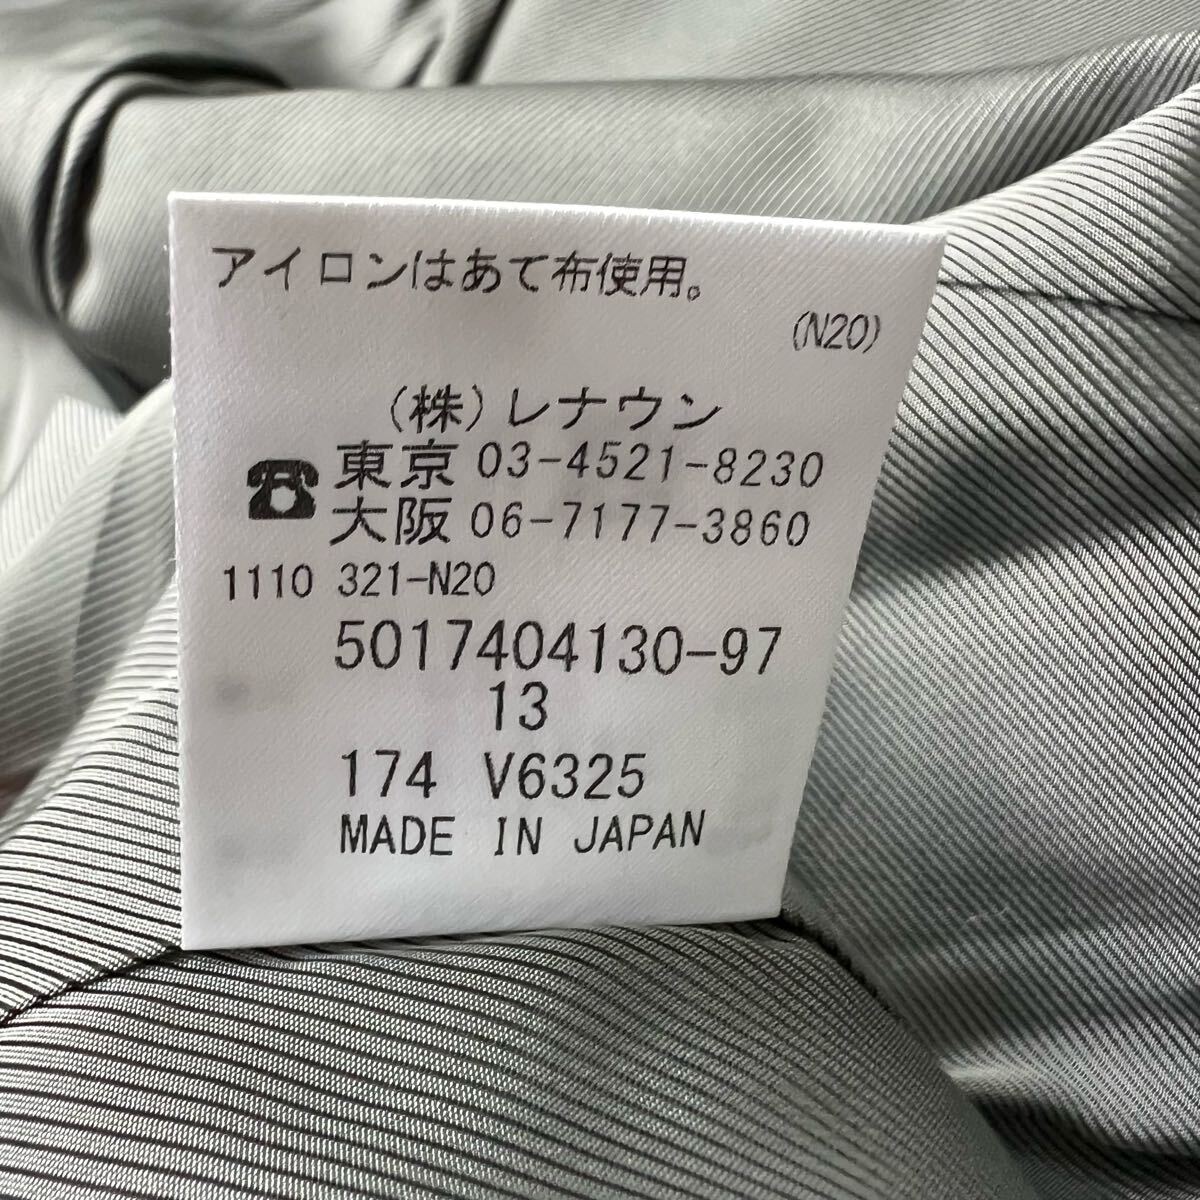 アイロンはあて布使用。
(N20)
(株)レナウン
東京 03-4521-8230
大阪 06-7177-3860
1110 321-N20
5017404130-97
13
174 V6325
MADE IN JAPAN